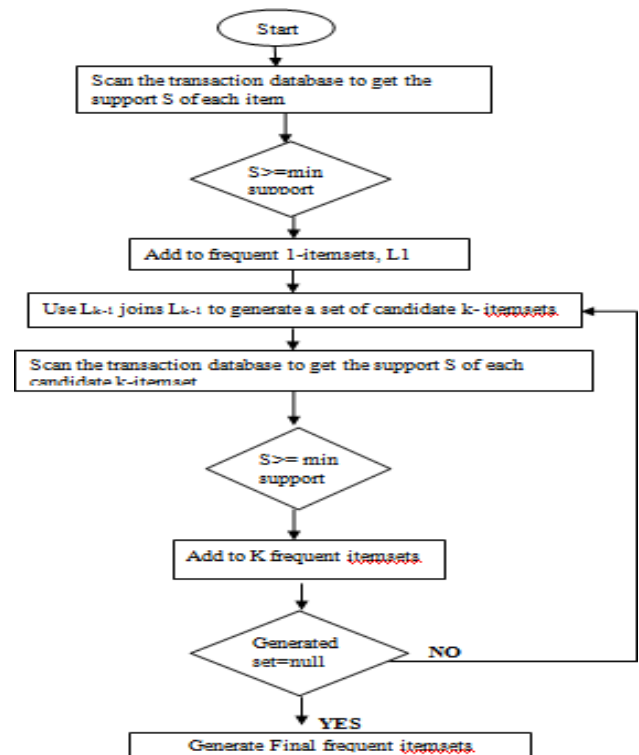 Start
Scan the transaction database to get the
support S of each item
S>=min
support
Add to frequent 1-itemsets, L1
Use Lk-1 joins Lk-1 to generate a set of candidate k- itemsets
Scan the transaction database to get the support S of each
candidate k-itemset
S>= min
support
Add to K frequent itemsets
Generated
set=null
NO
YES
Generate Final frequent itemsets